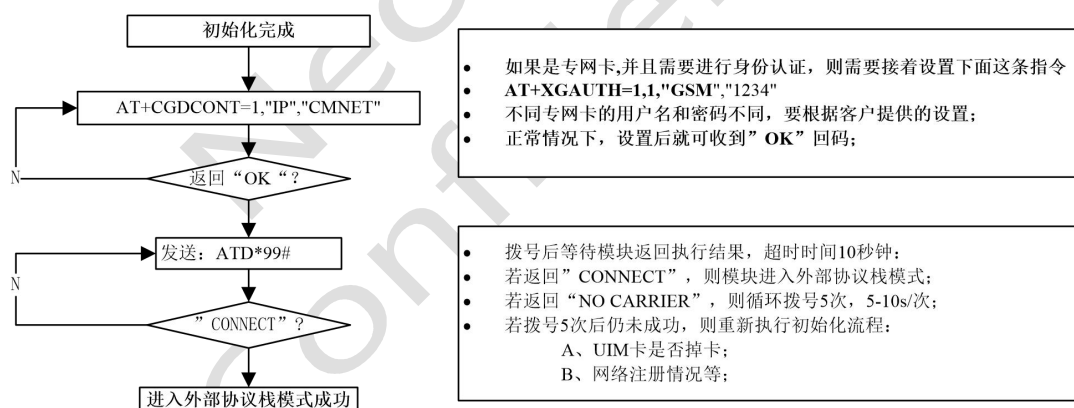 初始化完成
AT+CGDCONT=1,"IP","CMNET"
N
返回“OK“？
发送：ATD*99#
N
”CONNECT”？
进入外部协议栈模式成功
如果是专网卡,并且需要进行身份认证，则需要接着设置下面这条指令
AT+XGAUTH=1,1,"GSM","1234"
不同专网卡的用户名和密码不同，要根据客户提供的设置；
正常情况下，设置后就可收到”OK”回码；
拨号后等待模块返回执行结果，超时时间10秒钟：
若返回”CONNECT”，则模块进入外部协议栈模式；
若返回“NO CARRIER”，则循环拨号5次，5-10s/次；
若拨号5次后仍未成功，则重新执行初始化流程：
A、UIM卡是否掉卡；
B、网络注册情况等；